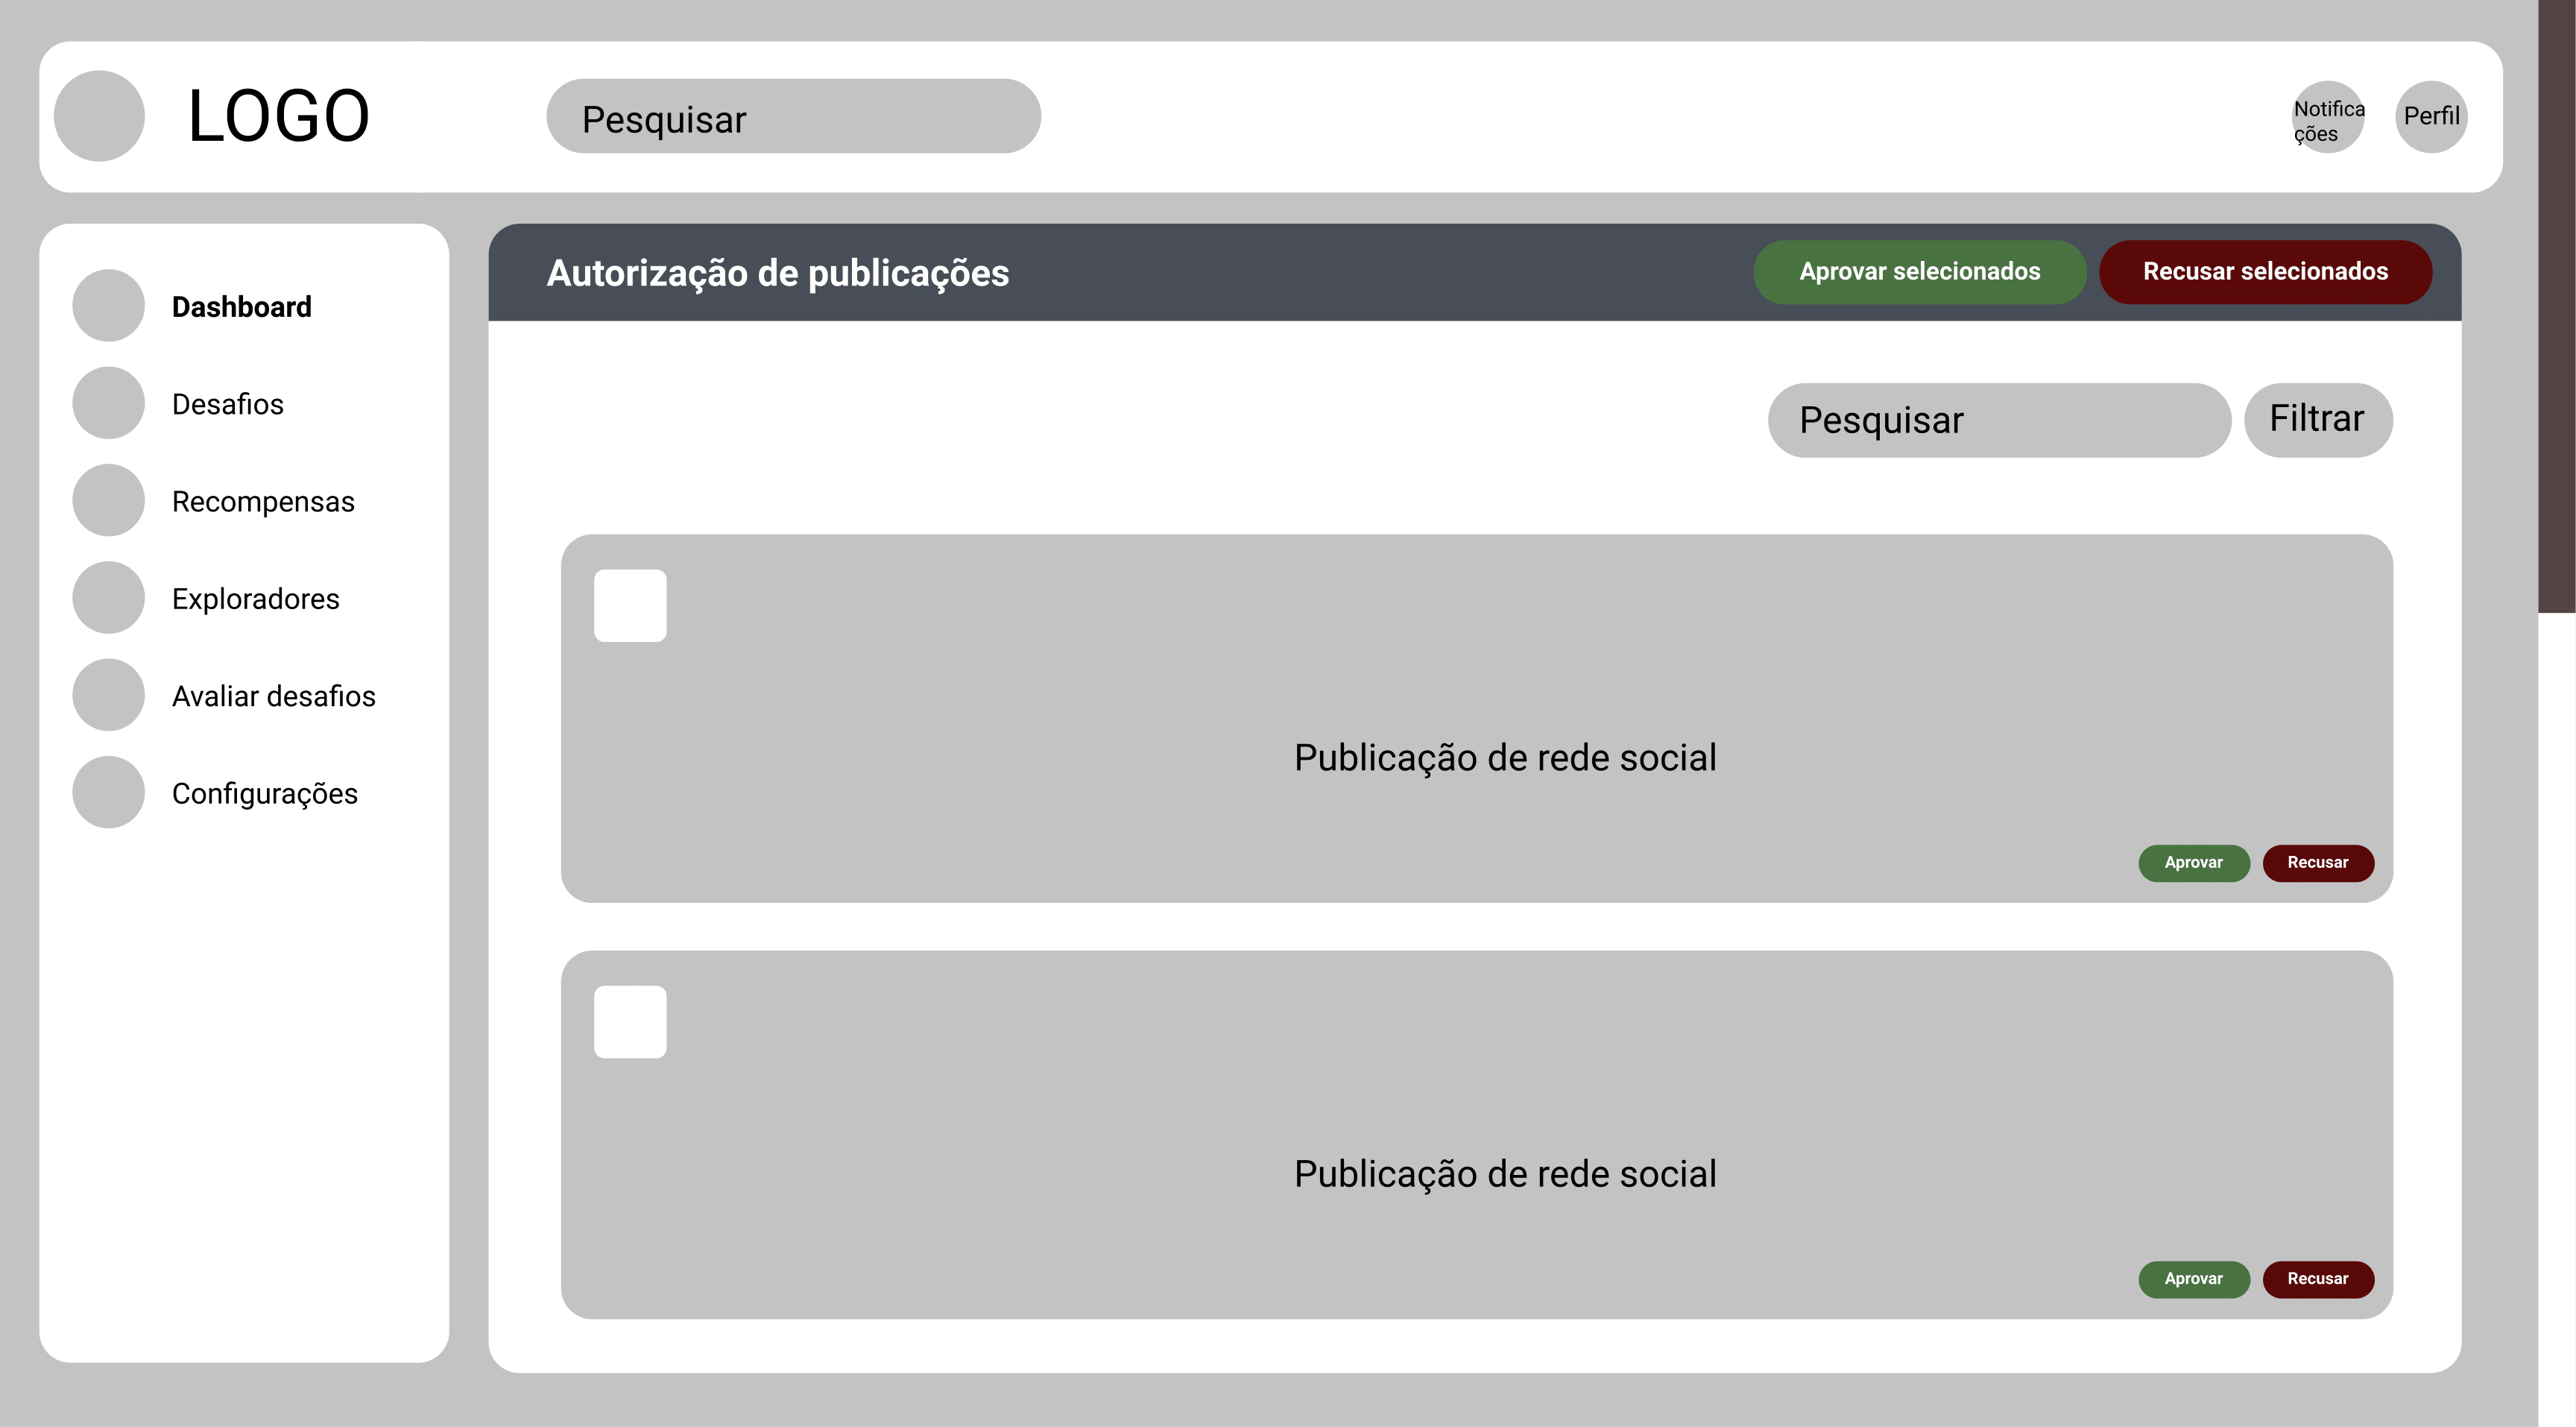 LOGO
Pesquisar
Notifica
ções
Perfil
Dashboard
Desafios
Recompensas
Exploradores
Avaliar desafios
Configurações
Autorização de publicações
Aprovar selecionados
Recusar selecionados
Pesquisar
Filtrar
Publicação de rede social
Aprovar
Recusar
Publicação de rede social
Aprovar
Recusar